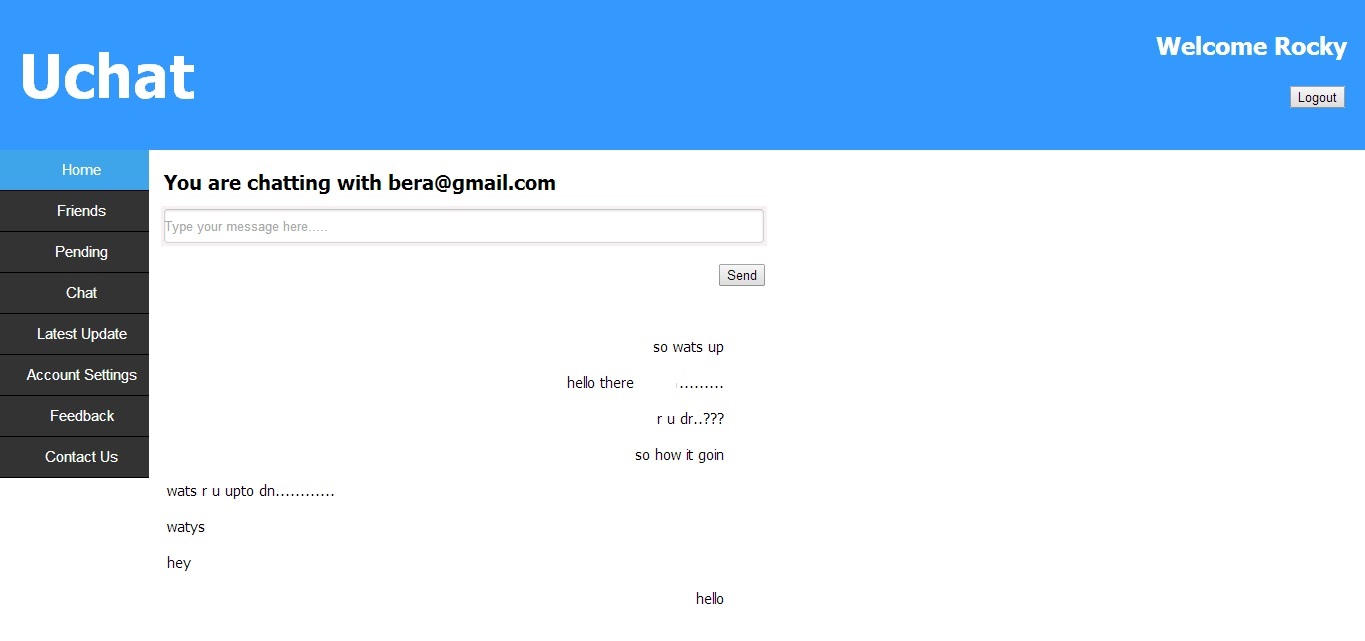 Uchat
Welcome Rocky
Logout
Home
Friends
Pending
Chat
Latest Update
Account Settings
Feedback
Contact Us
You are chatting with bera@gmail.com
Type your message here.....
Send
so wats up
hello there .........
r u dr..???
so how it goin
wats r u upto dn............
watys
hey
hello